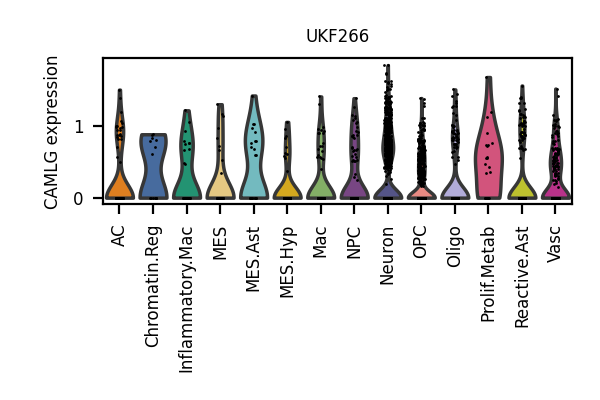 UKF266
CAMLG expression
1
0
AC
Chromatin.Reg
Inflammatory.Mac
MES
MES.Ast
MES.Hyp
Mac
NPC
Neuron
OPC
Oligo
Prolif.Metab
Reactive.Ast
Vasc